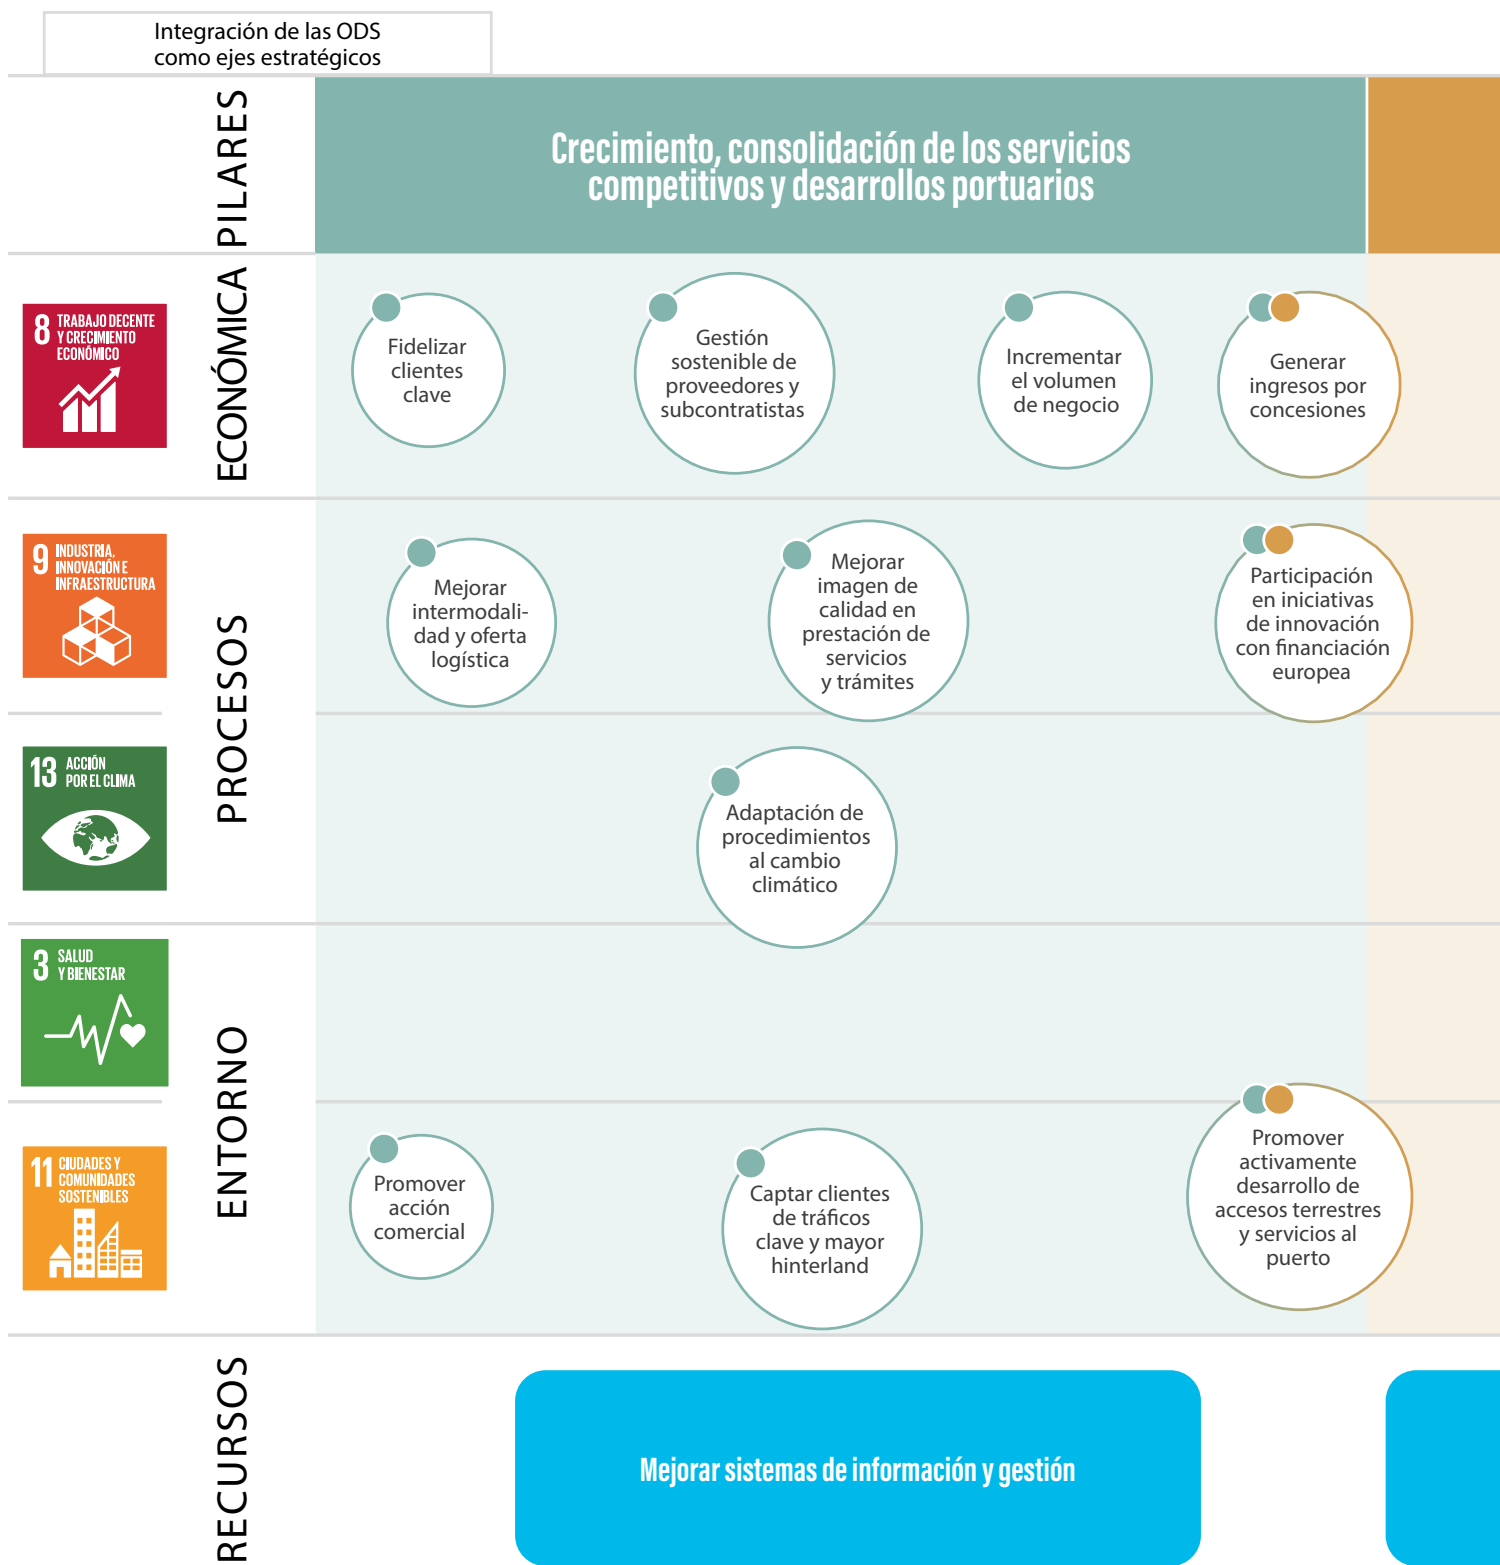 Integración de las ODS
como ejes estratégicos
PILARES
Crecimiento, consolidación de los servicios
competitivos y desarrollos portuarios
8 TRABAJO DECENTE
Y CRECIMIENTO
ECONÓMICO
ECONÓMICA
Fidelizar
clientes
clave
Gestión
sostenible de
proveedores y
subcontratistas
Incrementar
el volumen
de negocio
Generar
ingresos por
concesiones
9 INDUSTRIA,
INNOVACIÓN E
INFRAESTRUCTURA
PROCESOS
Mejorar
intermodali-
dad y oferta
logística
Mejorar
imagen de
calidad en
prestación de
servicios
y trámites
Participación
en iniciativas
de innovación
con financiación
europea
13 ACCIÓN
POR EL CLIMA
Adaptación de
procedimientos
al cambio
climático
3 SALUD
Y BIENESTAR
ENTORNO
11 CIUDADES Y
COMUNIDADES
SOSTENIBLES
Promover
acción
comercial
Captar clientes
de tráficos
clave y mayor
hinterland
Promover
activamente
desarrollo de
accesos terrestres
y servicios al
puerto
RECURSOS
Mejorar sistemas de información y gestión